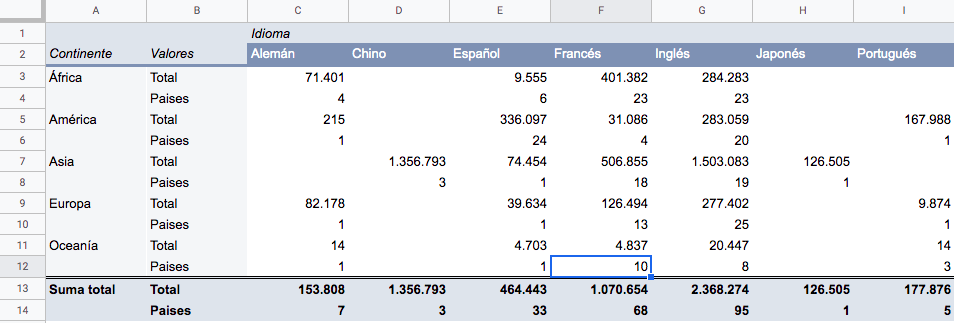 A B C D E F G H I
1 Idioma
2 Continente Valores Alemán Chino Español Francés Inglés Japonés Portugués
3 África Total 71.401 9.555 401.382 284.283
4 Paises 4 6 23 23
5 América Total 215 336.097 31.086 283.059 167.988
6 Paises 1 24 4 20 1
7 Asia Total 1.356.793 74.454 506.855 1.503.083 126.505
8 Paises 3 1 18 19 1
9 Europa Total 82.178 39.634 126.494 277.402 9.874
10 Paises 1 1 13 25 1
11 Oceanía Total 14 4.703 4.837 20.447 14
12 Paises 1 1 10 8 3
13 Suma total Total 153.808 1.356.793 464.443 1.070.654 2.368.274 126.505 177.876
14 Paises 7 3 33 68 95 1 5